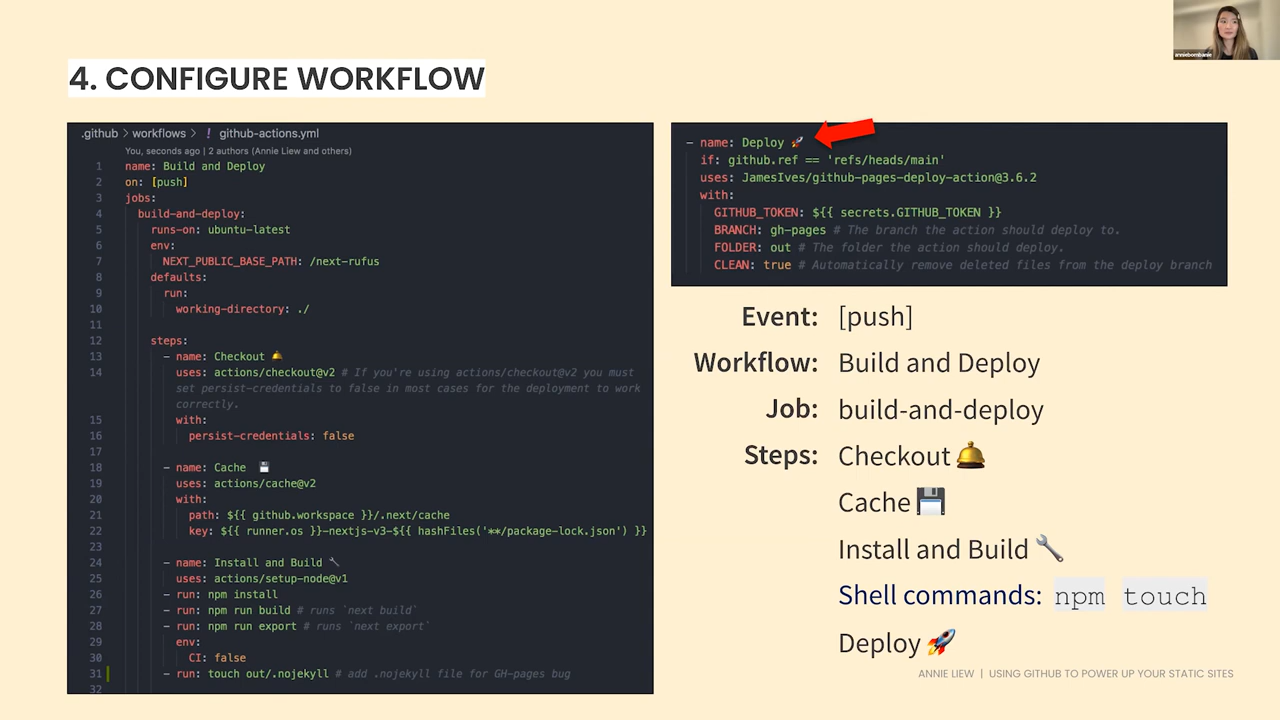 anniebombanie
4. CONFIGURE WORKFLOW
.github > workflows > ! github-actions.yml
You, seconds ago | 2 authors (Annie Liew and others)
1 name: Build and Deploy
2 on: [push]
3 jobs:
4 build-and-deploy:
5 runs-on: ubuntu-latest
6 env:
7 NEXT_PUBLIC_BASE_PATH: /next-rufus
8 defaults:
9 run:
10 working-directory: ./
11
12 steps:
13 - name: Checkout 🛎️
14 uses: actions/checkout@v2 # If you're using actions/checkout@v2 you must
set persist-credentials to false in most cases for the deployment to work
correctly.
15 with:
16 persist-credentials: false
17
18 - name: Cache 💾
19 uses: actions/cache@v2
20 with:
21 path: ${{ github.workspace }}/.next/cache
22 key: ${{ runner.os }}-nextjs-v3-${{ hashFiles('**/package-lock.json') }}
23
24 - name: Install and Build 🔧
25 uses: actions/setup-node@v1
26 - run: npm install
27 - run: npm run build # runs `next build`
28 - run: npm run export # runs `next export`
29 env:
30 CI: false
31 - run: touch out/.nojekyll # add .nojekyll file for GH-pages bug
32
- name: Deploy 🚀
if: github.ref == 'refs/heads/main'
uses: JamesIves/github-pages-deploy-action@3.6.2
with:
GITHUB_TOKEN: ${{ secrets.GITHUB_TOKEN }}
BRANCH: gh-pages # The branch the action should deploy to.
FOLDER: out # The folder the action should deploy.
CLEAN: true # Automatically remove deleted files from the deploy branch
Event: [push]
Workflow: Build and Deploy
Job: build-and-deploy
Steps: Checkout 🛎️
Cache 💾
Install and Build 🔧
Shell commands: npm touch
Deploy 🚀
ANNIE LIEW | USING GITHUB TO POWER UP YOUR STATIC SITES